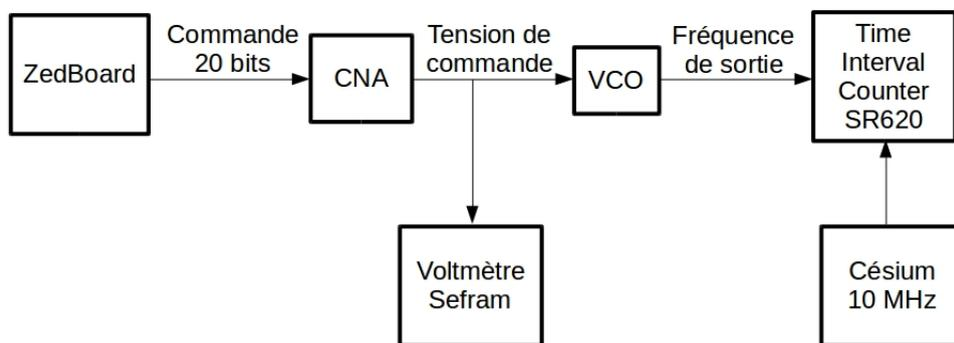 ZedBoard
Commande
20 bits
CNA
Tension de
commande
VCO
Fréquence
de sortie
Time
Interval
Counter
SR620
Voltmètre
Sefram
Césium
10 MHz